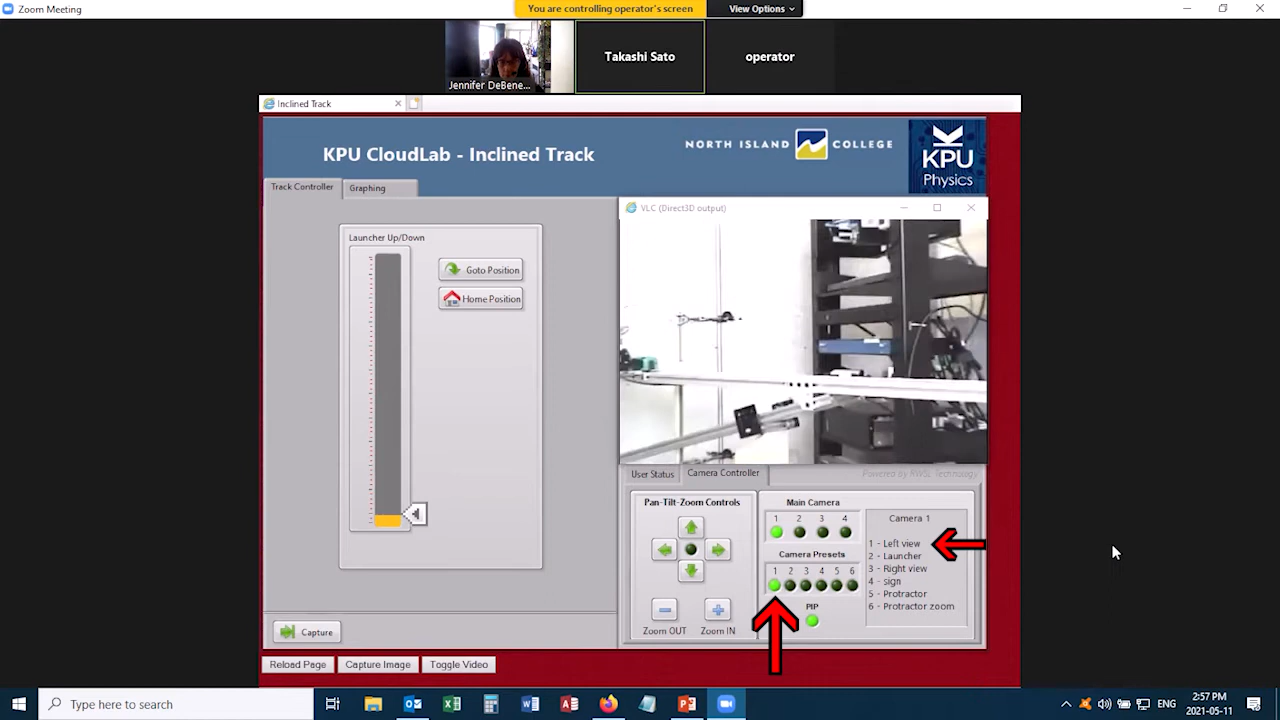 Zoom Meeting
You are controlling operator's screen
View Options
Jennifer DeBene...
Takashi Sato
operator
Inclined Track
KPU CloudLab - Inclined Track
NORTH ISLAND COLLEGE
KPU
Physics
Track Controller
Graphing
VLC (Direct3D output)
Launcher Up/Down
Goto Position
Home Position
User Status
Camera Controller
Powered by RWSL Technology
Pan-Tilt-Zoom Controls
Zoom OUT
Zoom IN
Main Camera
1 2 3 4
Camera Presets
1 2 3 4 5 6
PIP
Camera 1
1 - Left view
2 - Launcher
3 - Right view
4 - sign
5 - Protractor
6 - Protractor zoom
Capture
Reload Page
Capture Image
Toggle Video
Type here to search
ENG
2:57 PM
2021-05-11